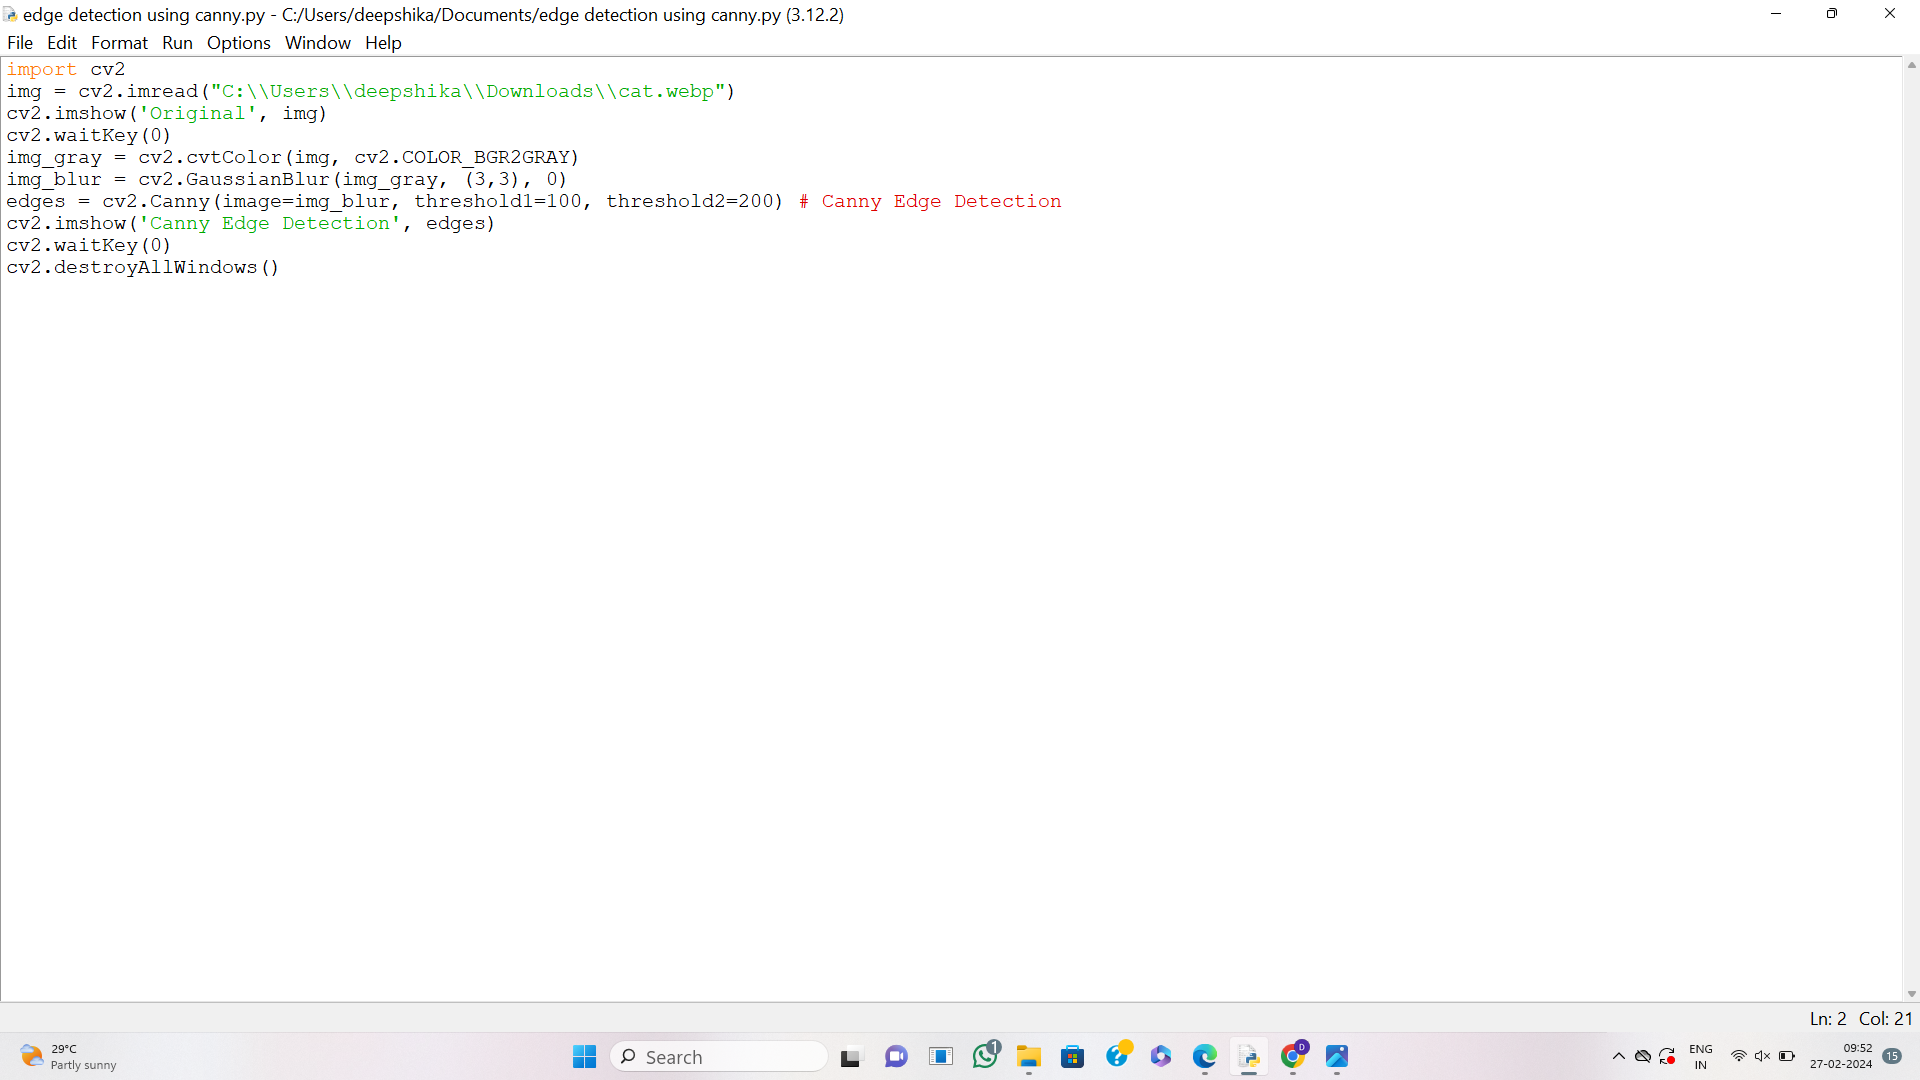 edge detection using canny.py - C:/Users/deepshika/Documents/edge detection using canny.py (3.12.2)
File Edit Format Run Options Window Help
import cv2
img = cv2.imread("C:\\Users\\deepshika\\Downloads\\cat.webp")
cv2.imshow('Original', img)
cv2.waitKey(0)
img_gray = cv2.cvtColor(img, cv2.COLOR_BGR2GRAY)
img_blur = cv2.GaussianBlur(img_gray, (3,3), 0)
edges = cv2.Canny(image=img_blur, threshold1=100, threshold2=200) # Canny Edge Detection
cv2.imshow('Canny Edge Detection', edges)
cv2.waitKey(0)
cv2.destroyAllWindows()
Ln: 2 Col: 21
29°C
Partly sunny
Search
1
D
ENG
IN
09:52
27-02-2024
15